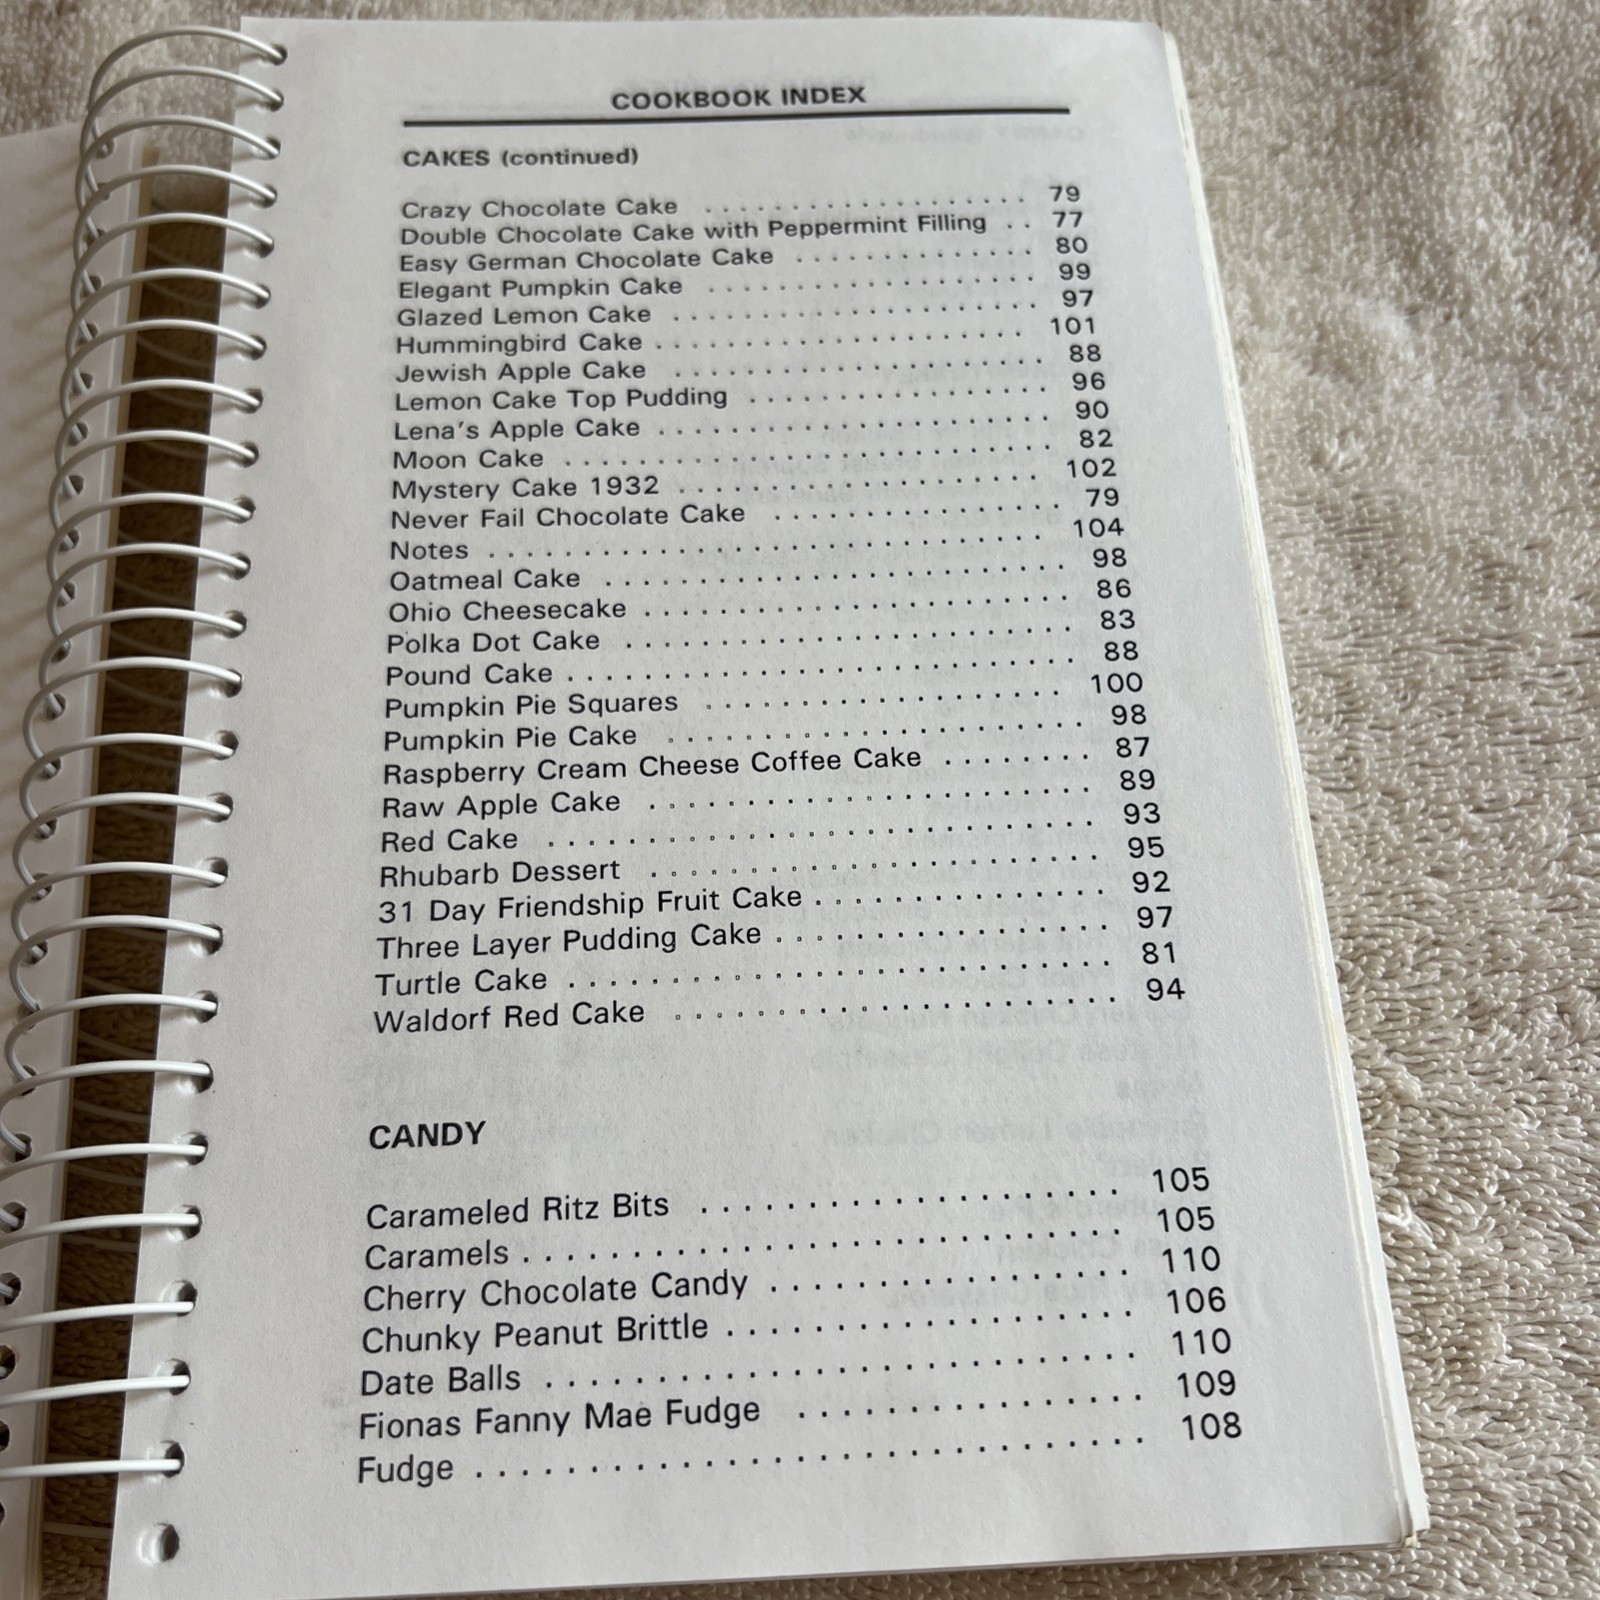 COOKBOOK INDEX
CAKES (continued)
Crazy Chocolate Cake . . . . . . . . . . . . . . . . . . 79
Double Chocolate Cake with Peppermint Filling . . 77
Easy German Chocolate Cake . . . . . . . . . . . . . . 80
Elegant Pumpkin Cake . . . . . . . . . . . . . . . . . . 99
Glazed Lemon Cake . . . . . . . . . . . . . . . . . . . . 97
Hummingbird Cake . . . . . . . . . . . . . . . . . . . . 101
Jewish Apple Cake . . . . . . . . . . . . . . . . . . . . 88
Lemon Cake Top Pudding . . . . . . . . . . . . . . . . 96
Lena's Apple Cake . . . . . . . . . . . . . . . . . . . . . 90
Moon Cake . . . . . . . . . . . . . . . . . . . . . . . . . . 82
Mystery Cake 1932 . . . . . . . . . . . . . . . . . . . 102
Never Fail Chocolate Cake . . . . . . . . . . . . . . . 79
Notes . . . . . . . . . . . . . . . . . . . . . . . . . . . . . 104
Oatmeal Cake . . . . . . . . . . . . . . . . . . . . . . . . 98
Ohio Cheesecake . . . . . . . . . . . . . . . . . . . . . . 86
Polka Dot Cake . . . . . . . . . . . . . . . . . . . . . . . 83
Pound Cake . . . . . . . . . . . . . . . . . . . . . . . . . . 88
Pumpkin Pie Squares . . . . . . . . . . . . . . . . . . 100
Pumpkin Pie Cake . . . . . . . . . . . . . . . . . . . . . 98
Raspberry Cream Cheese Coffee Cake . . . . . . . . 87
Raw Apple Cake . . . . . . . . . . . . . . . . . . . . . . 89
Red Cake . . . . . . . . . . . . . . . . . . . . . . . . . . . 93
Rhubarb Dessert . . . . . . . . . . . . . . . . . . . . . . 95
31 Day Friendship Fruit Cake . . . . . . . . . . . . . . 92
Three Layer Pudding Cake . . . . . . . . . . . . . . . . 97
Turtle Cake . . . . . . . . . . . . . . . . . . . . . . . . . . 81
Waldorf Red Cake . . . . . . . . . . . . . . . . . . . . . 94
CANDY
Carameled Ritz Bits . . . . . . . . . . . . . . . . . . . 105
Caramels . . . . . . . . . . . . . . . . . . . . . . . . . . . 105
Cherry Chocolate Candy . . . . . . . . . . . . . . . . 110
Chunky Peanut Brittle . . . . . . . . . . . . . . . . . . 106
Date Balls . . . . . . . . . . . . . . . . . . . . . . . . . . 110
Fionas Fanny Mae Fudge . . . . . . . . . . . . . . . 109
Fudge . . . . . . . . . . . . . . . . . . . . . . . . . . . . . 108